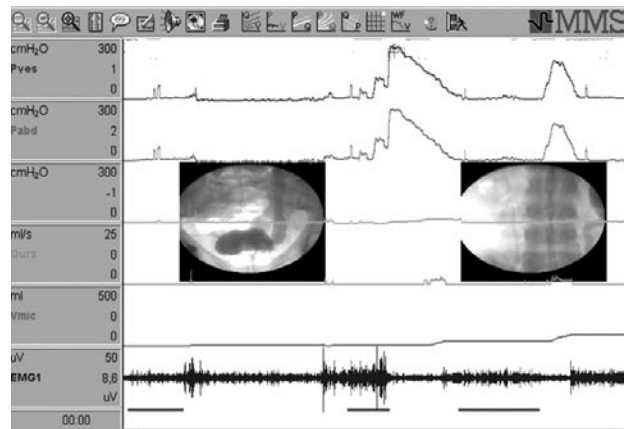 MMS
cmH₂O 300
Pves 1
0
cmH₂O 300
Pabd 2
0
cmH₂O 300
-1
0
ml/s 25
Qura 0
0
ml 500
Vmic 0
0
uV 50
EMG1 8,6
uV
00:00